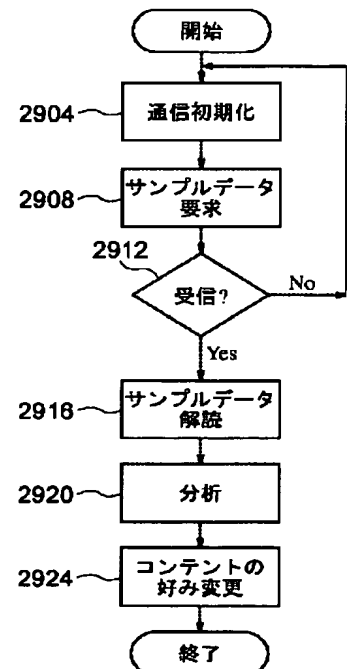 開始
2904
通信初期化
2908
サンプルデータ
要求
2912
受信?
No
Yes
2916
サンプルデータ
解読
2920
分析
2924
コンテントの
好み変更
終了